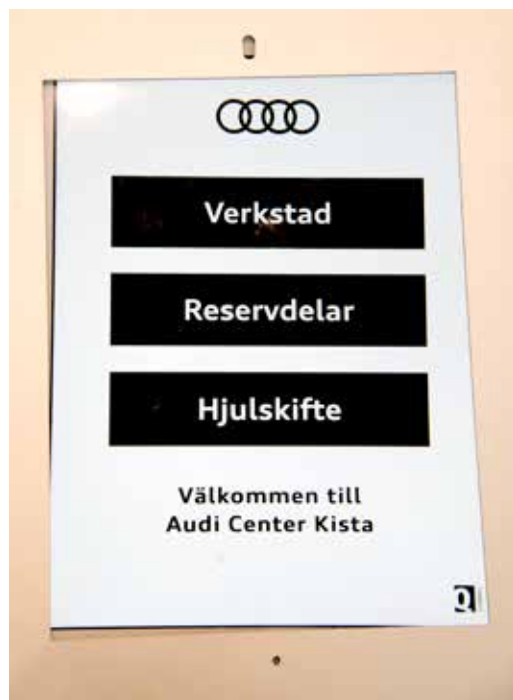 Verkstad
Reservdelar
Hjulskifte
Välkommen till
Audi Center Kista
Q